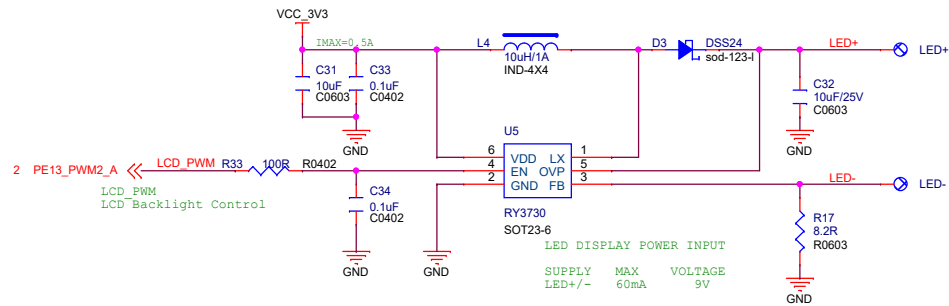 VCC_3V3
IMAX=0.5A
L4
10uH/1A
IND-4X4
D3
DSS24
sod-123-l
LED+
LED+
C31
10uF
C0603
C33
0.1uF
C0402
C32
10uF/25V
C0603
GND
GND
U5
6 VDD LX 1
4 EN OVP 5
2 GND FB 3
RY3730
SOT23-6
2 PE13_PWM2_A
LCD_PWM
R33
100R
R0402
LCD_PWM
LCD Backlight Control
C34
0.1uF
C0402
LED-
LED-
R17
8.2R
R0603
GND
GND
GND
LED DISPLAY POWER INPUT
SUPPLY MAX VOLTAGE
LED+/- 60mA 9V